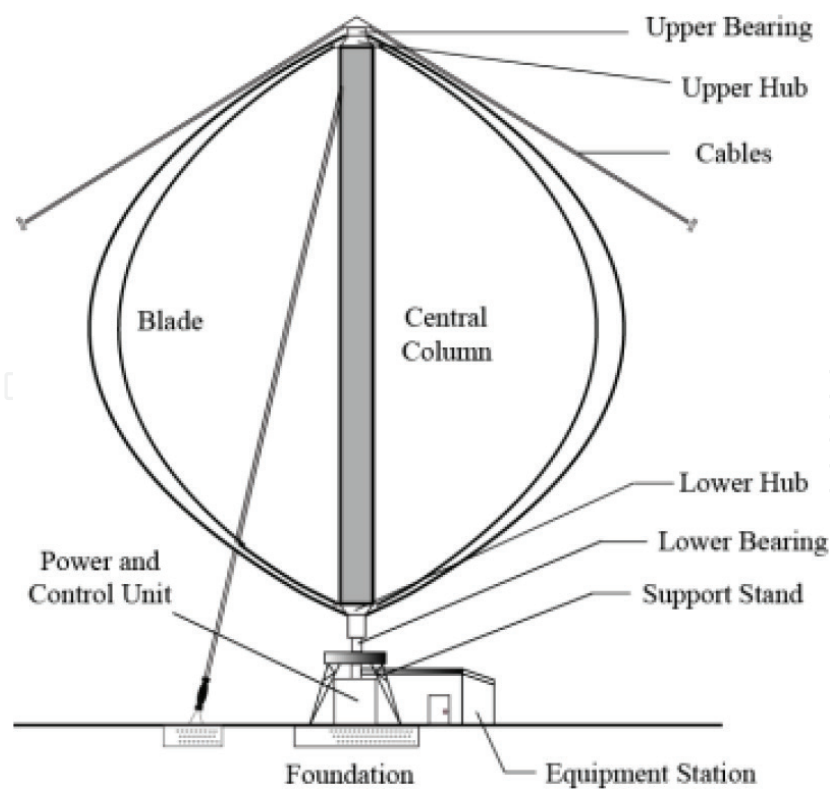 Upper Bearing
Upper Hub
Cables
Blade
Central
Column
Lower Hub
Lower Bearing
Power and
Control Unit
Support Stand
Foundation
Equipment Station